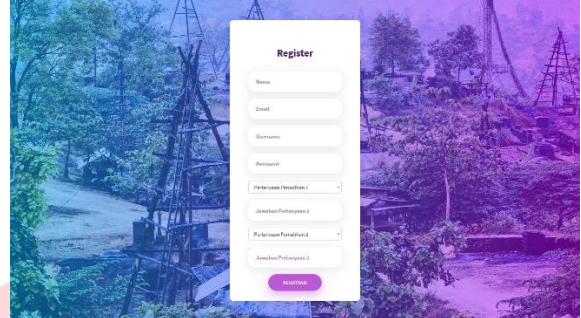 Register
Nama
Email
Username
Password
Pertanyaan Pemulihan 1
Jawaban Pertanyaan 1
Pertanyaan Pemulihan 2
Jawaban Pertanyaan 2
REGISTRASI